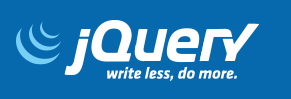 jQuery
write less, do more.